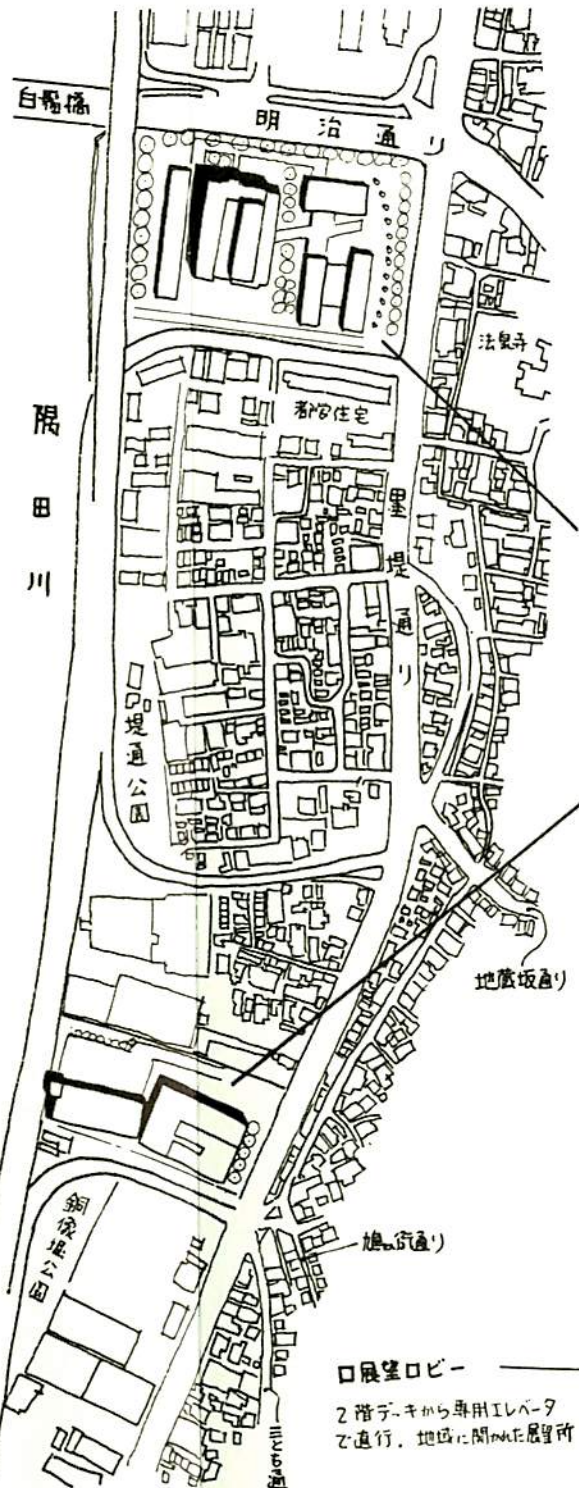 白鬚橋
明治通り
法泉寺
都営住宅
隅田川
墨堤通り
堤通公園
地蔵坂通り
銅像堀公園
鳩の街通り
口展望ロビー
2階デッキから専用エレベータ
で直行。地域に開かれた展望所